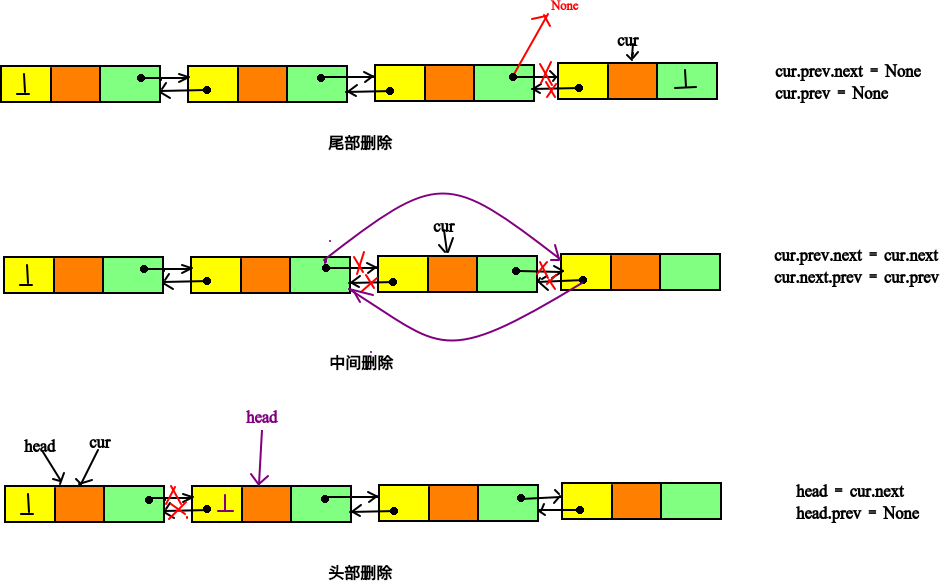 None
cur
cur.prev.next = None
cur.prev = None
尾部删除
cur
cur.prev.next = cur.next
cur.next.prev = cur.prev
中间删除
head
head
cur
head = cur.next
head.prev = None
头部删除